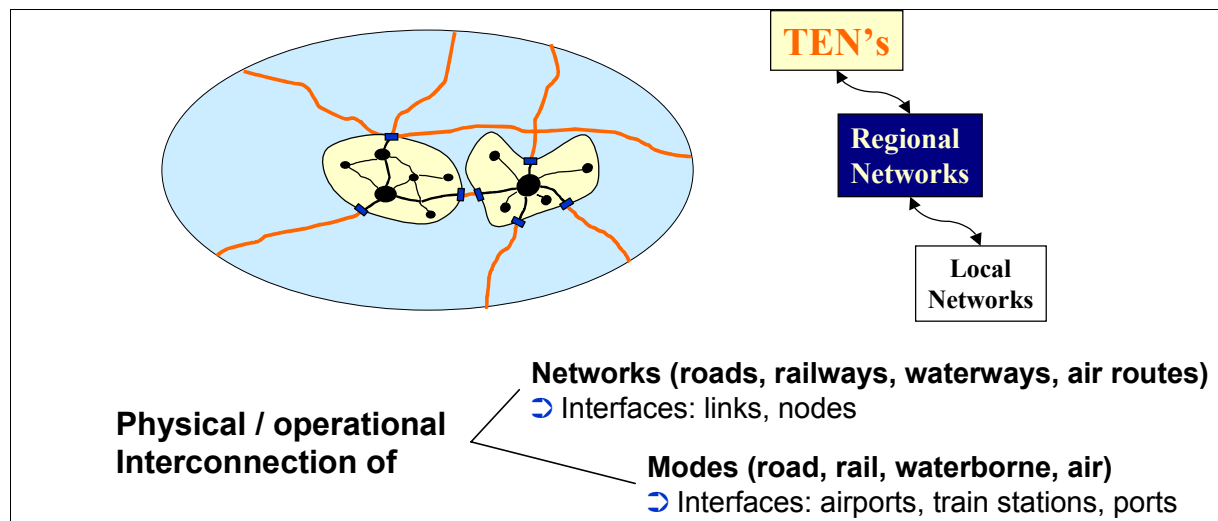 TEN’s
Regional
Networks
Local
Networks
Physical / operational
Interconnection of
Networks (roads, railways, waterways, air routes)
➲ Interfaces: links, nodes
Modes (road, rail, waterborne, air)
➲ Interfaces: airports, train stations, ports